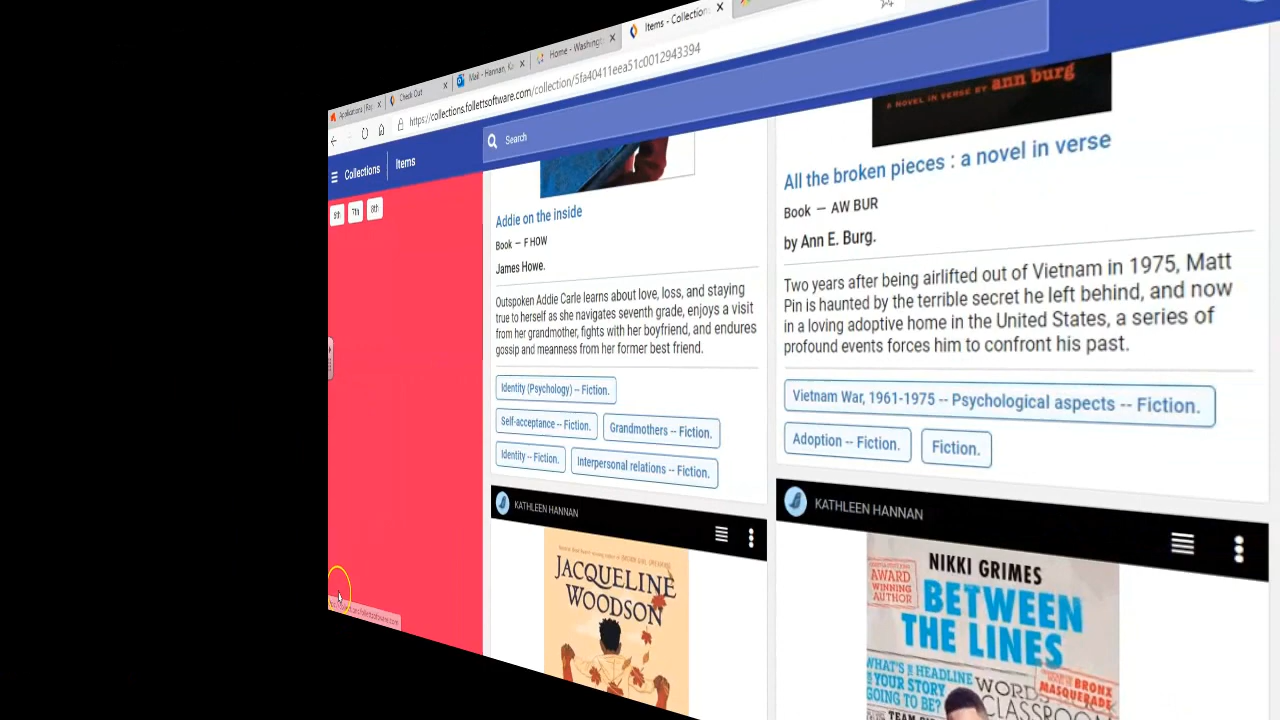 Applications | Rap
Check Out
Mail - Hannan, Ka
Home - Washingt
Items - Collection
https://collections.follettsoftware.com/collection/5fa40411eea51c0012943394
Collections
Items
Search
6th
7th
8th
Addie on the inside
Book — F HOW
James Howe.
Outspoken Addie Carle learns about love, loss, and staying
true to herself as she navigates seventh grade, enjoys a visit
from her grandmother, fights with her boyfriend, and endures
gossip and meanness from her former best friend.
Identity (Psychology) -- Fiction.
Self-acceptance -- Fiction.
Grandmothers -- Fiction.
Identity -- Fiction.
Interpersonal relations -- Fiction.
KATHLEEN HANNAN
JACQUELINE
WOODSON
A NOVEL IN VERSE BY ann burg
All the broken pieces : a novel in verse
Book — AW BUR
by Ann E. Burg.
Two years after being airlifted out of Vietnam in 1975, Matt
Pin is haunted by the terrible secret he left behind, and now
in a loving adoptive home in the United States, a series of
profound events forces him to confront his past.
Vietnam War, 1961-1975 -- Psychological aspects -- Fiction.
Adoption -- Fiction.
Fiction.
KATHLEEN HANNAN
AWARD
WINNING
AUTHOR
NIKKI GRIMES
BETWEEN
THE LINES
WHAT'S THE HEADLINE
YOUR STORY
GOING TO BE?
WORDS
CLASSROOM
BRONX
MASQUERADE